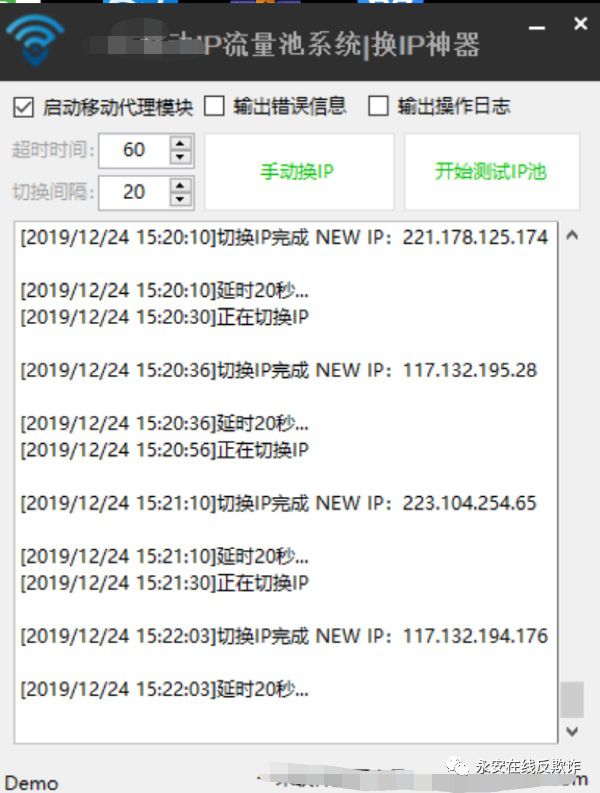 动IP流量池系统|换IP神器
启动移动代理模块 输出错误信息 输出操作日志
超时时间: 60
切换间隔: 20
手动换IP
开始测试IP池
[2019/12/24 15:20:10]切换IP完成 NEW IP: 221.178.125.174
[2019/12/24 15:20:10]延时20秒...
[2019/12/24 15:20:30]正在切换IP
[2019/12/24 15:20:36]切换IP完成 NEW IP: 117.132.195.28
[2019/12/24 15:20:36]延时20秒...
[2019/12/24 15:20:56]正在切换IP
[2019/12/24 15:21:10]切换IP完成 NEW IP: 223.104.254.65
[2019/12/24 15:21:10]延时20秒...
[2019/12/24 15:21:30]正在切换IP
[2019/12/24 15:22:03]切换IP完成 NEW IP: 117.132.194.176
[2019/12/24 15:22:03]延时20秒...
Demo
永安在线反欺诈